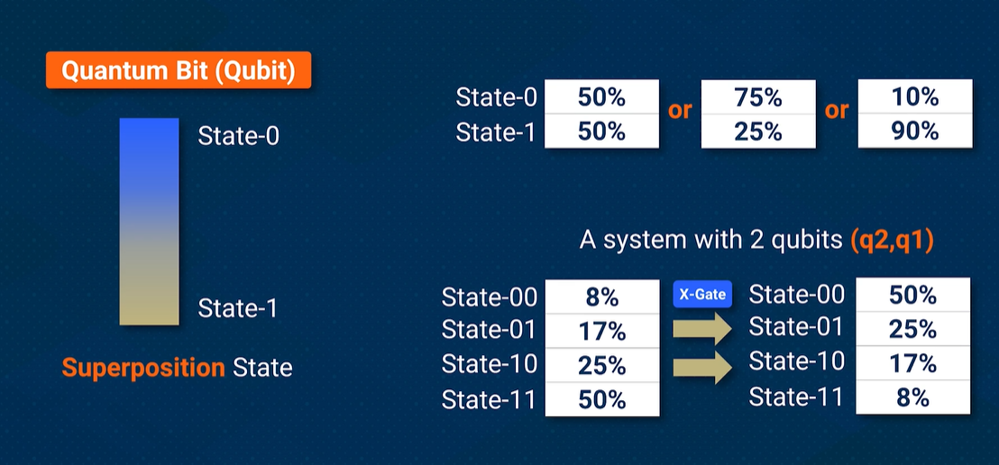 Quantum Bit (Qubit)
State-0
State-1
Superposition State
State-0 50% or 75% or 10%
State-1 50% 25% 90%
A system with 2 qubits (q2,q1)
State-00 8% X-Gate State-00 50%
State-01 17% State-01 25%
State-10 25% State-10 17%
State-11 50% State-11 8%